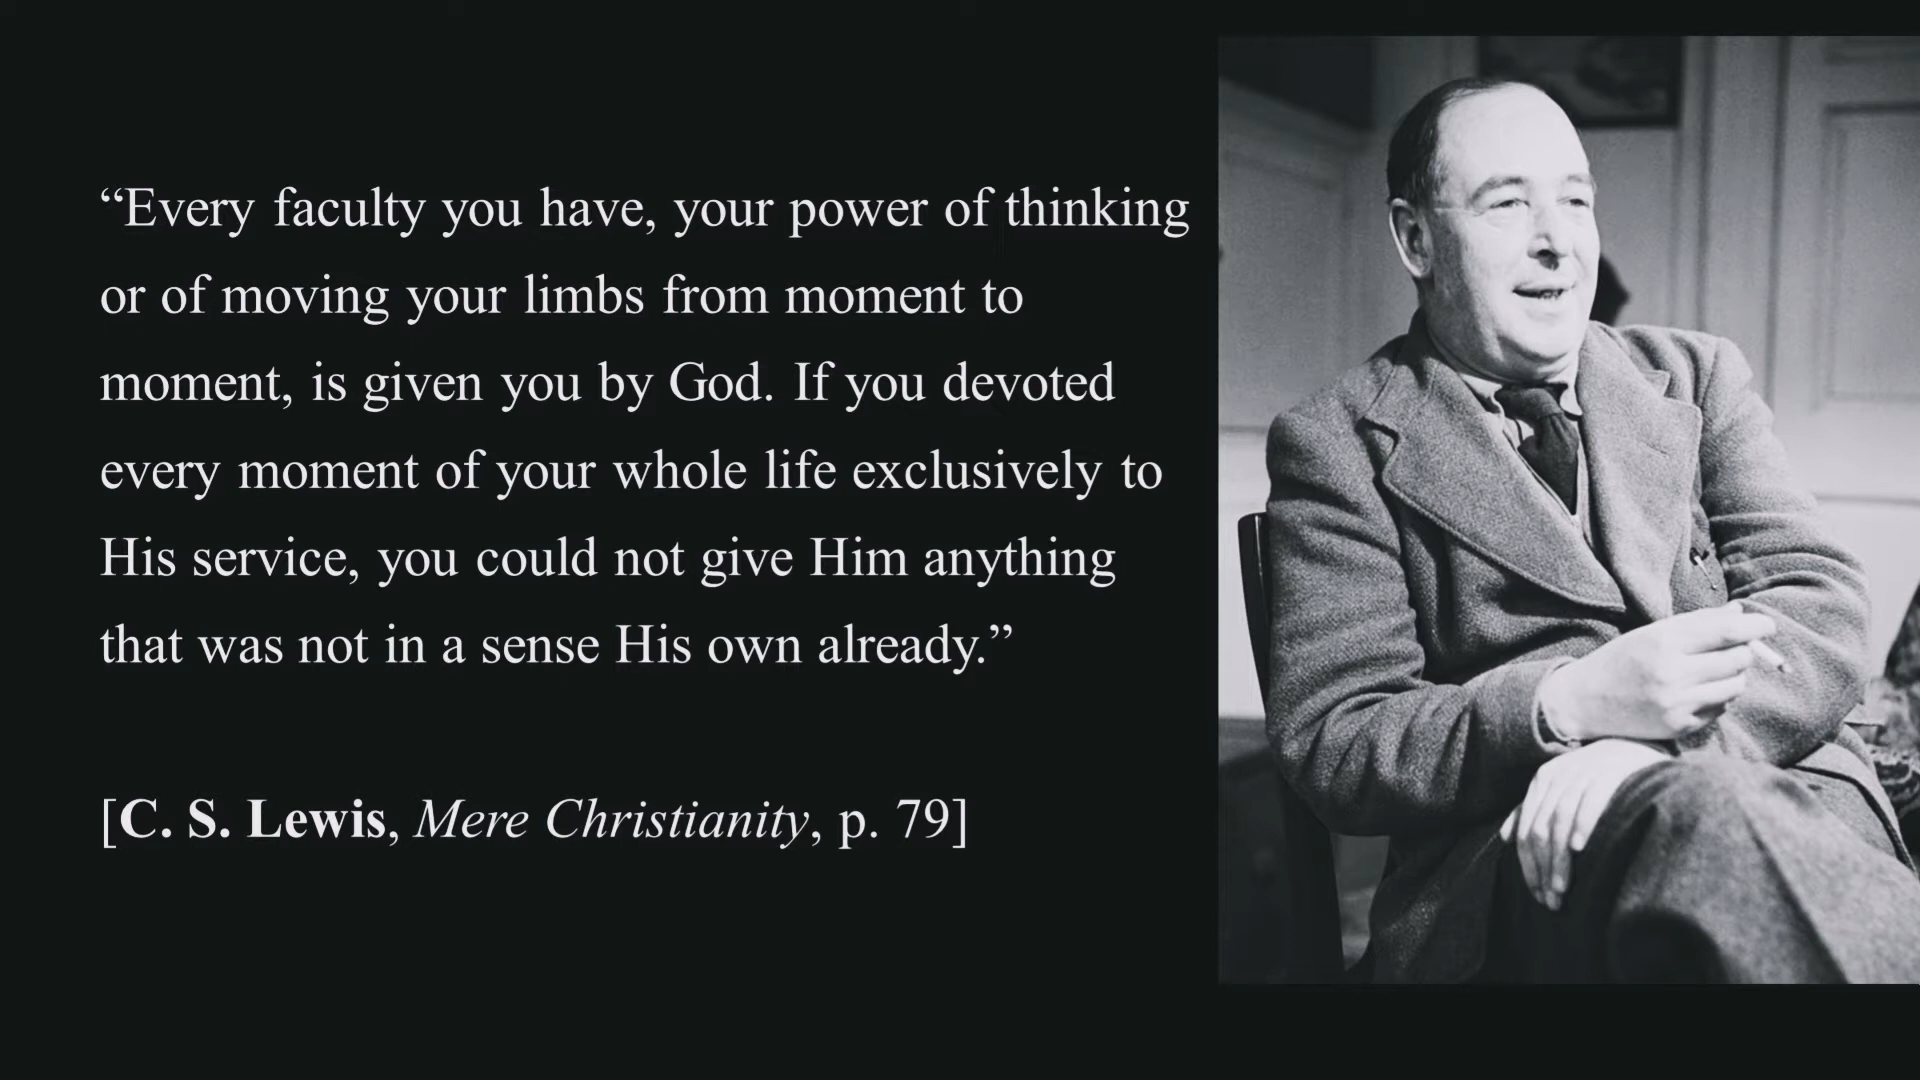 “Every faculty you have, your power of thinking
or of moving your limbs from moment to
moment, is given you by God. If you devoted
every moment of your whole life exclusively to
His service, you could not give Him anything
that was not in a sense His own already.”
[C. S. Lewis, Mere Christianity, p. 79]